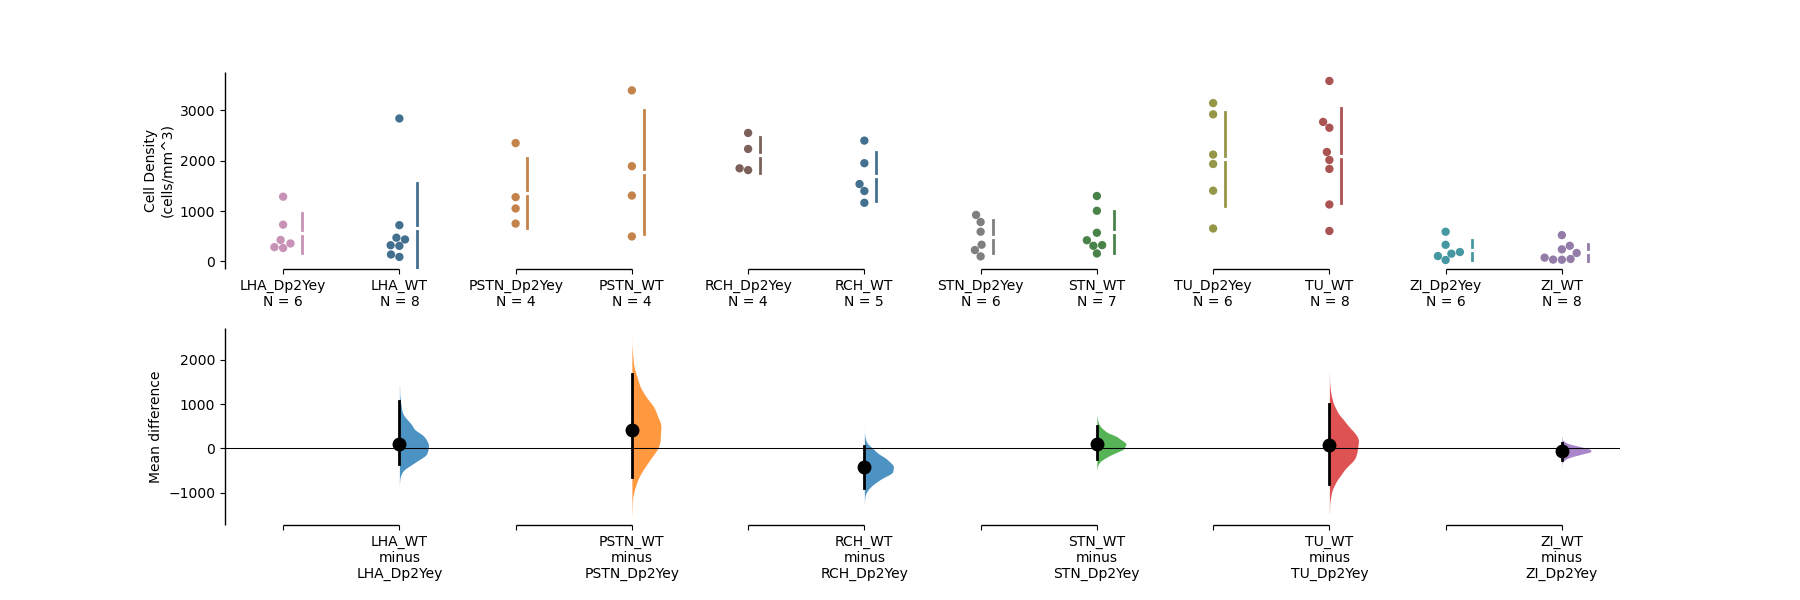 Cell Density
(cells/mm^3)
3000
2000
1000
0
LHA_Dp2Yey
N = 6
LHA_WT
N = 8
PSTN_Dp2Yey
N = 4
PSTN_WT
N = 4
RCH_Dp2Yey
N = 4
RCH_WT
N = 5
STN_Dp2Yey
N = 6
STN_WT
N = 7
TU_Dp2Yey
N = 6
TU_WT
N = 8
ZI_Dp2Yey
N = 6
ZI_WT
N = 8
Mean difference
2000
1000
0
−1000
LHA_WT
minus
LHA_Dp2Yey
PSTN_WT
minus
PSTN_Dp2Yey
RCH_WT
minus
RCH_Dp2Yey
STN_WT
minus
STN_Dp2Yey
TU_WT
minus
TU_Dp2Yey
ZI_WT
minus
ZI_Dp2Yey